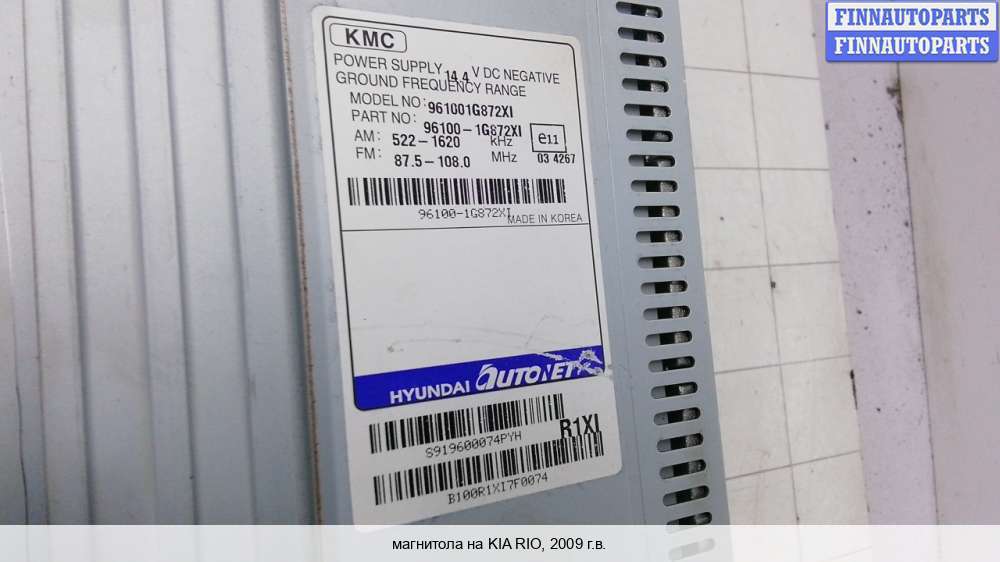 FINNAUTOPARTS
FINNAUTOPARTS
KMC
POWER SUPPLY 14.4 V DC NEGATIVE
GROUND FREQUENCY RANGE
MODEL NO: 961001G872XI
PART NO: 96100-1G872XI
AM: 522-1620 kHz e11
FM: 87.5-108.0 MHz 03 4267
96100-1G872XI MADE IN KOREA
HYUNDAI AUTONET
S919600074PYH R1XI
B100R1XI7F0074
магнитола на KIA RIO, 2009 г.в.